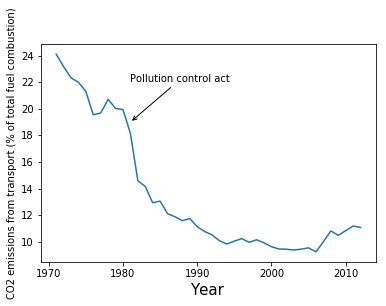 CO2 emissions from transport (% of total fuel combustion)
24
22
20
18
16
14
12
10
Pollution control act
1970 1980 1990 2000 2010
Year